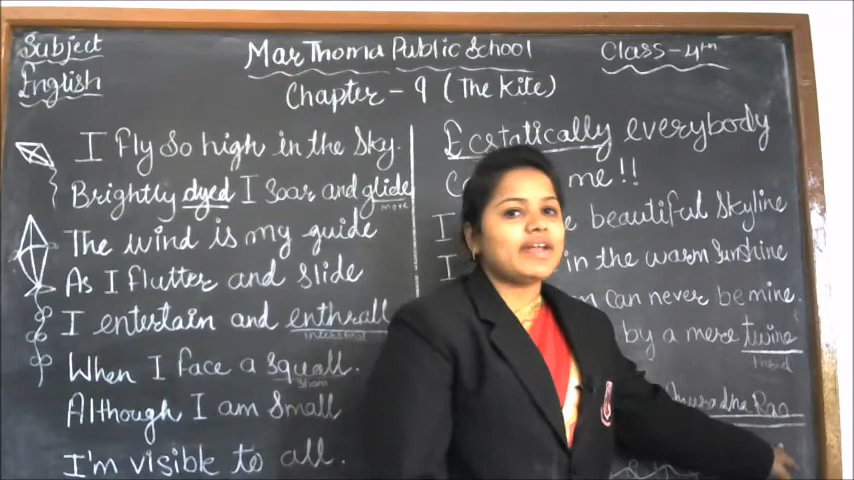 Subject
English
MarThoma Public School
Class-4th
Chapter - 9 (The Kite)
I fly so high in the sky.
Brightly dyed I soar and glide
move
The wind is my guide
As I flutter and slide
I entertain and enthrall
When I face a squall.
Although I am small
I'm visible to all.
Ecstatically everybody
me!!
I beautiful skyline
I in the warm sunshine
can never be mine.
by a mere twine
Rao